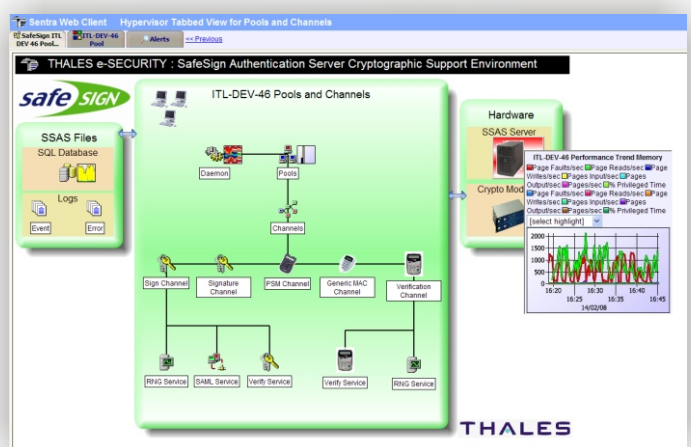 Sentra Web Client Hypervisor Tabbed View for Pools and Channels
SafeSign ITL
DEV 46 Pool...
ITL-DEV-46
Pool
Alerts
<< Previous
THALES e-SECURITY : SafeSign Authentication Server Cryptographic Support Environment
safe SIGN
SSAS Files
SQL Database
Logs
Event
Error
ITL-DEV-46 Pools and Channels
Daemon
Pools
Channels
Sign Channel
Signature
Channel
PSM Channel
Generic MAC
Channel
Verification
Channel
RNG Service
SAML Service
Verify Service
Verify Service
RNG Service
Hardware
SSAS Server
Crypto Mod
ITL-DEV-46 Performance Trend Memory
Page Faults/sec Page Reads/sec Page
Writes/sec Pages Input/sec Pages
Output/sec Pages/sec % Privileged Time
Page Faults/sec Page Reads/sec Page
Writes/sec Pages Input/sec Pages
Output/sec Pages/sec % Privileged Time
[select highlight]
2000
1500
1000
500
0
16:20 16:30 16:40
16:25 16:35 16:45
14/02/08
THALES